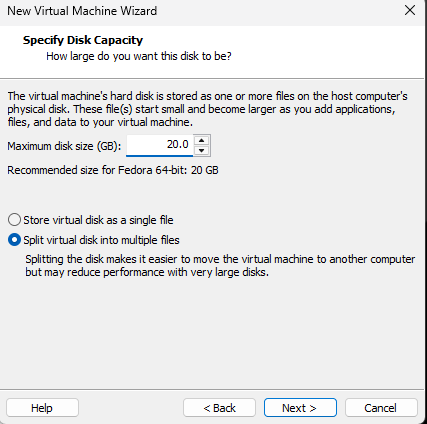 New Virtual Machine Wizard
Specify Disk Capacity
How large do you want this disk to be?
The virtual machine's hard disk is stored as one or more files on the host computer's
physical disk. These file(s) start small and become larger as you add applications,
files, and data to your virtual machine.
Maximum disk size (GB): 20.0
Recommended size for Fedora 64-bit: 20 GB
Store virtual disk as a single file
Split virtual disk into multiple files
Splitting the disk makes it easier to move the virtual machine to another computer
but may reduce performance with very large disks.
Help < Back Next > Cancel